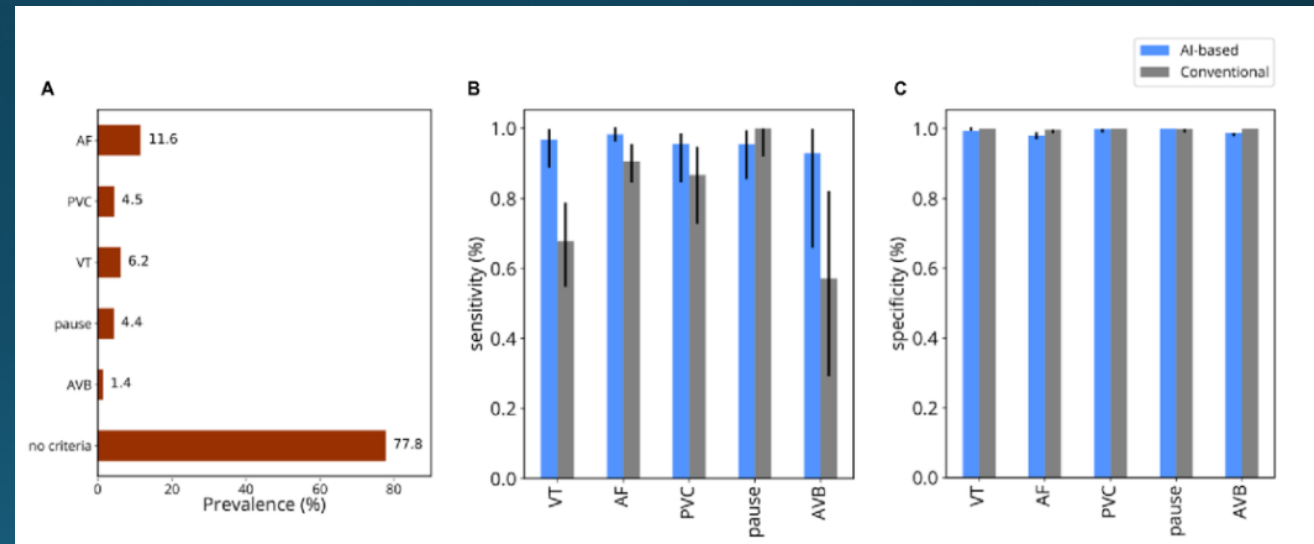 AI-based
Conventional
A
AF
11.6
PVC
4.5
VT
6.2
pause
4.4
AVB
1.4
no criteria
77.8
0 20 40 60 80
Prevalence (%)
B
sensitivity (%)
1.0
0.8
0.6
0.4
0.2
0.0
VT AF PVC pause AVB
C
specificity (%)
1.0
0.8
0.6
0.4
0.2
0.0
VT AF PVC pause AVB